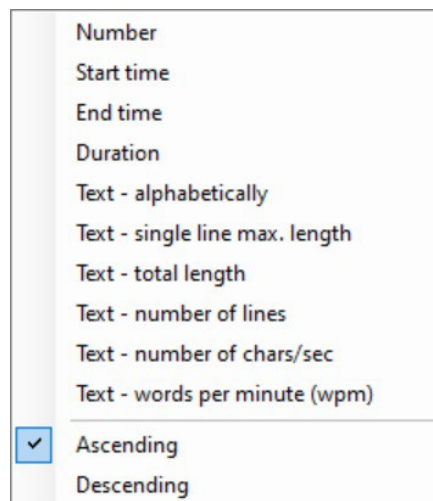 Number
Start time
End time
Duration
Text - alphabetically
Text - single line max. length
Text - total length
Text - number of lines
Text - number of chars/sec
Text - words per minute (wpm)
Ascending
Descending